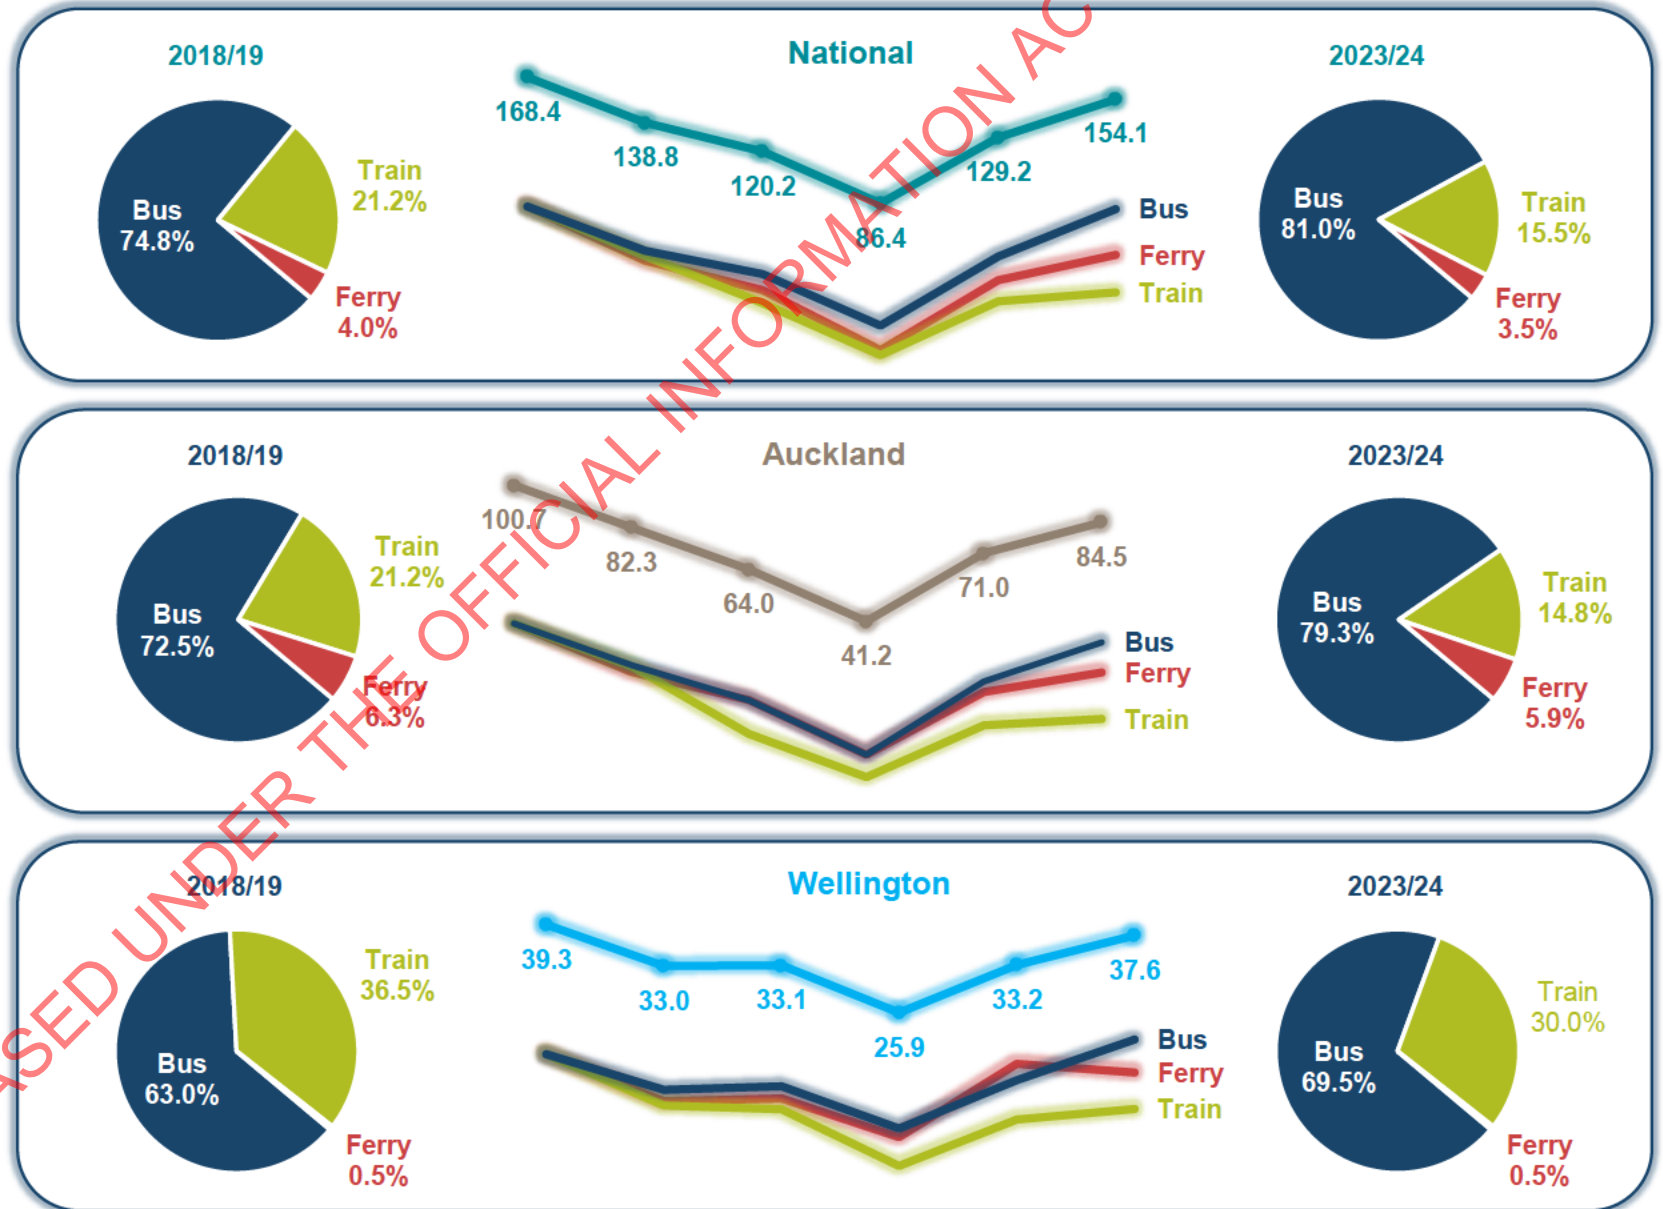 2018/19
National
2023/24
168.4
138.8
120.2
86.4
129.2
154.1
Bus
74.8%
Train
21.2%
Ferry
4.0%
Bus
Ferry
Train
Bus
81.0%
Train
15.5%
Ferry
3.5%
2018/19
Auckland
2023/24
100.7
82.3
64.0
41.2
71.0
84.5
Bus
72.5%
Train
21.2%
Ferry
6.3%
Bus
Ferry
Train
Bus
79.3%
Train
14.8%
Ferry
5.9%
2018/19
Wellington
2023/24
39.3
33.0
33.1
25.9
33.2
37.6
Bus
63.0%
Train
36.5%
Ferry
0.5%
Bus
Ferry
Train
Bus
69.5%
Train
30.0%
Ferry
0.5%
ASED UNDER THE OFFICIAL INFORMATION AC